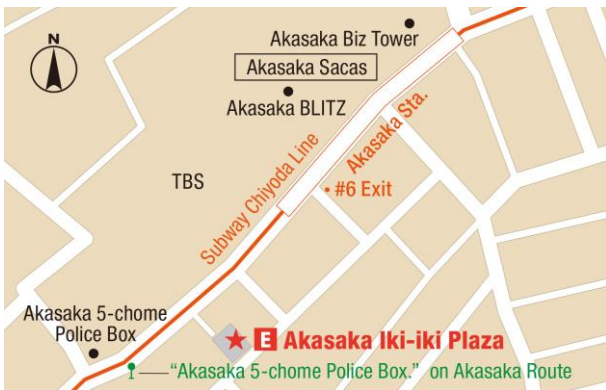 N
Akasaka Biz Tower
Akasaka Sacas
Akasaka BLITZ
Akasaka Sta.
Subway Chiyoda Line
TBS
#6 Exit
Akasaka 5-chome
Police Box
E Akasaka Iki-iki Plaza
“Akasaka 5-chome Police Box.” on Akasaka Route